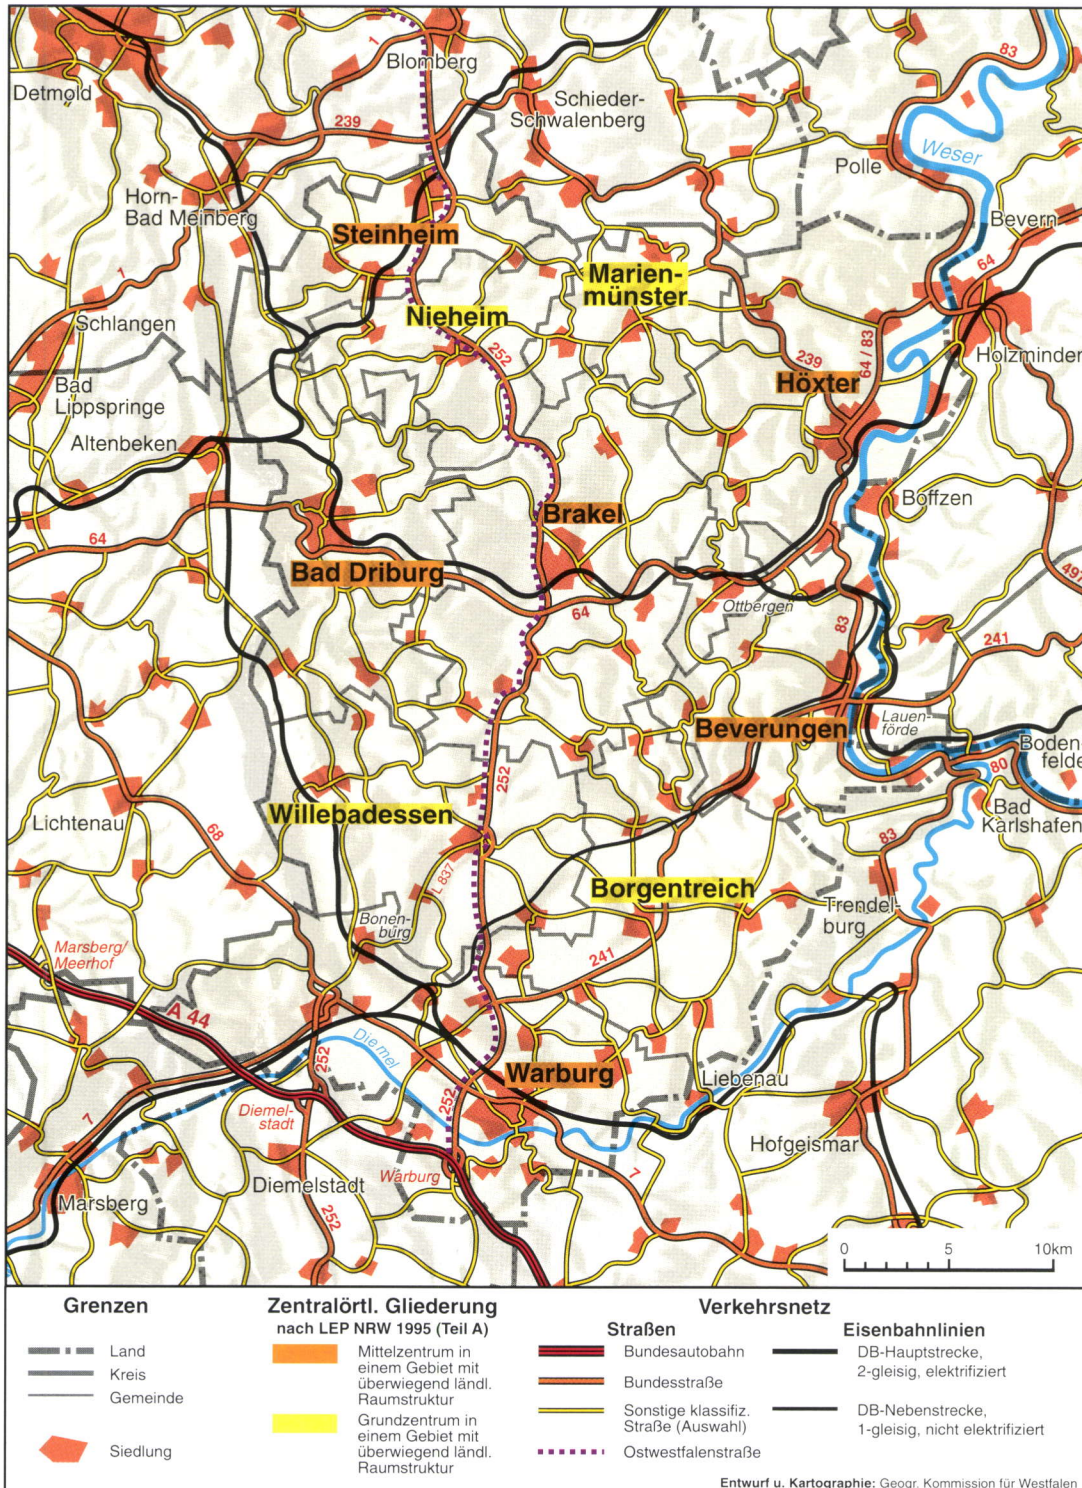 Detmold
1
Blomberg
83
Schieder-
Schwalenberg
239
Weser
Polle
Horn-
Bad Meinberg
Bevern
Steinheim
64
Marien-
münster
1
Nieheim
Schlangen
252
239
64 / 83
Holzminden
Bad
Lippspringe
Höxter
Altenbeken
Boffzen
Brakel
64
Bad Driburg
497
64
Ottbergen
83
241
Beverungen
Lauen-
förde
Boden-
felde
252
80
Willebadessen
Bad
Karlshafen
Lichtenau
68
83
L 837
Borgentreich
Trendel-
burg
Bonen-
burg
Marsberg/
Meerhof
241
A 44
Diemel
252
Warburg
Liebenau
252
7
Diemel-
stadt
Hofgeismar
Warburg
7
Diemelstadt
Marsberg
252
0 5 10km
Grenzen
Land
Kreis
Gemeinde
Siedlung
Zentralörtl. Gliederung
nach LEP NRW 1995 (Teil A)
Mittelzentrum in
einem Gebiet mit
überwiegend ländl.
Raumstruktur
Grundzentrum in
einem Gebiet mit
überwiegend ländl.
Raumstruktur
Verkehrsnetz
Straßen
Bundesautobahn
Bundesstraße
Sonstige klassifiz.
Straße (Auswahl)
Ostwestfalenstraße
Eisenbahnlinien
DB-Hauptstrecke,
2-gleisig, elektrifiziert
DB-Nebenstrecke,
1-gleisig, nicht elektrifiziert
Entwurf u. Kartographie: Geogr. Kommission für Westfalen